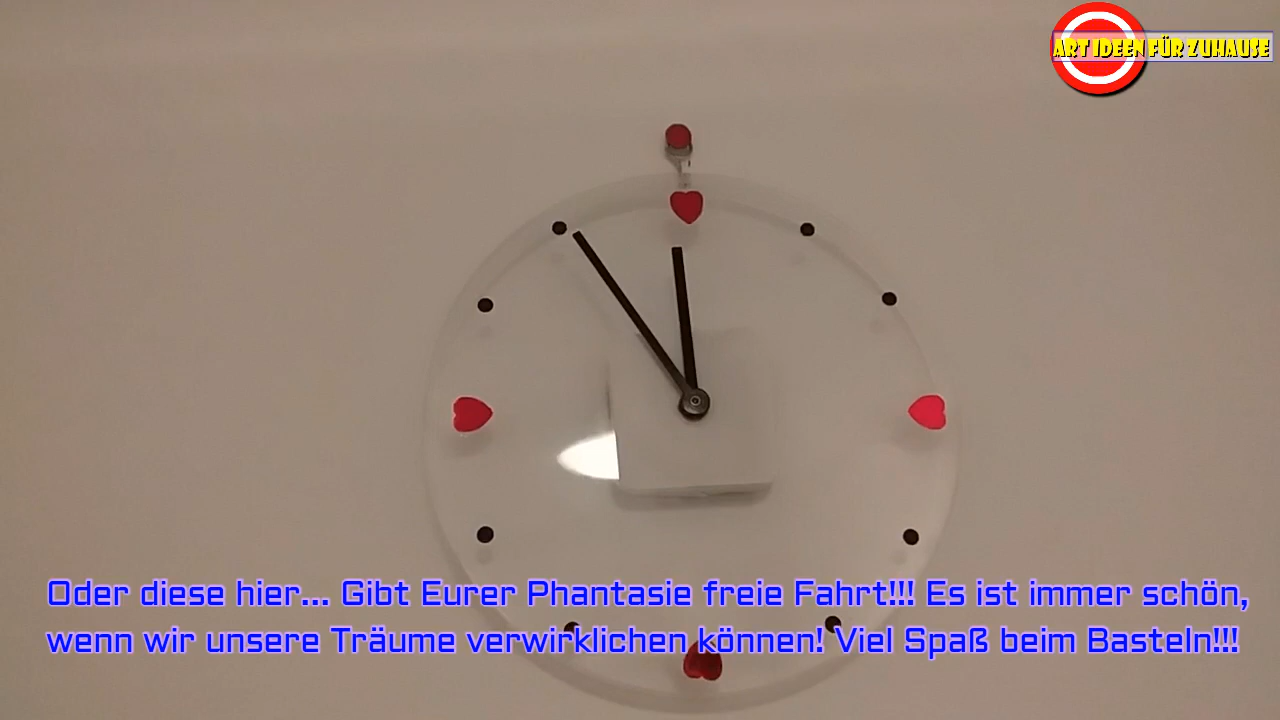 ART IDEEN FÜR ZUHAUSE
Oder diese hier... Gibt Eurer Phantasie freie Fahrt!!! Es ist immer schön,
wenn wir unsere Träume verwirklichen können! Viel Spaß beim Basteln!!!